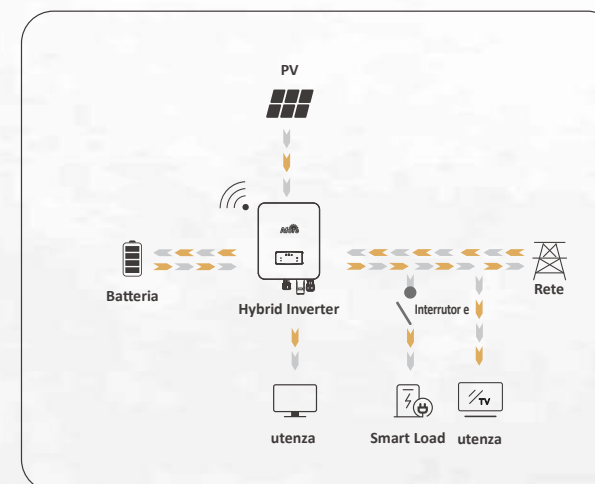 PV
Batteria
Hybrid Inverter
Rete
Interrutor e
utenza
Smart Load
TV
utenza